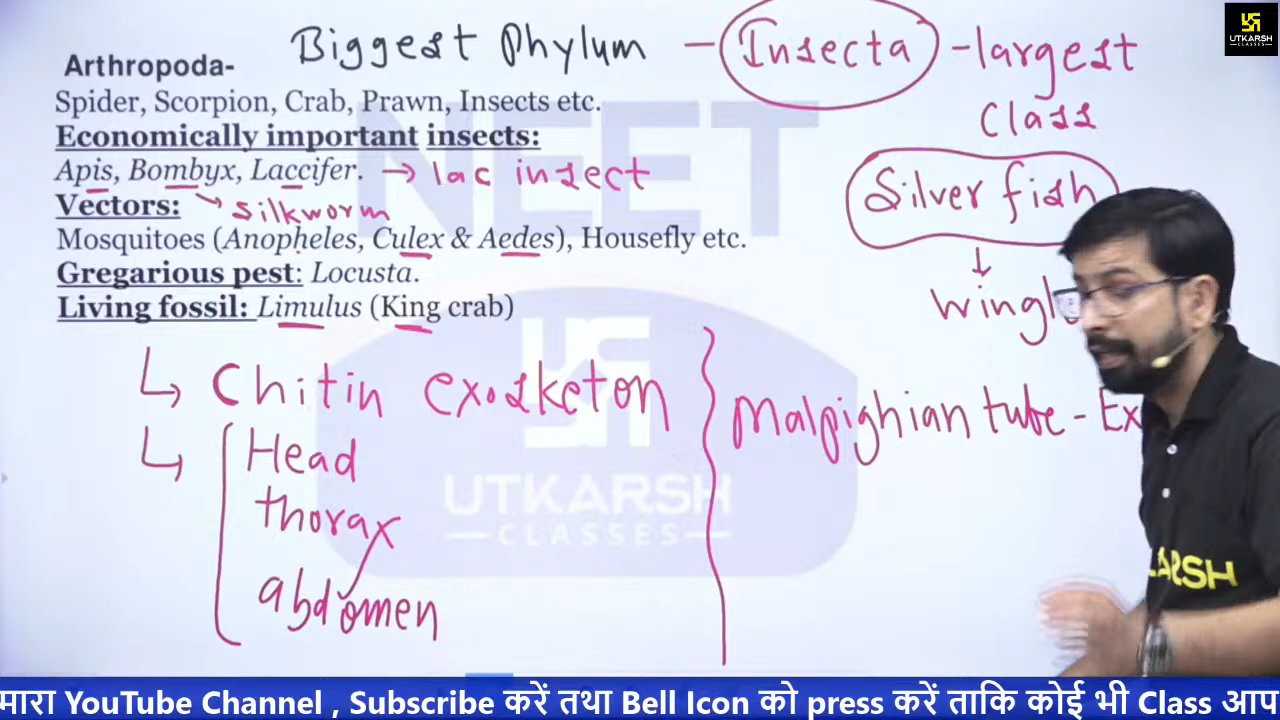 Biggest Phylum - Insecta - largest
Class
Arthropoda-
Spider, Scorpion, Crab, Prawn, Insects etc.
Economically important insects:
Apis, Bombyx, Laccifer. → lac insect
Silver fish
Vectors: silkworm
Mosquitoes (Anopheles, Culex & Aedes), Housefly etc.
Gregarious pest: Locusta.
Living fossil: Limulus (King crab)
Chitin exosketon
Malpighian tube - Ex
Head
thorax
abdomen
NEET
UTKARSH
CLASSES
UTKARSH
CLASSES
मारा YouTube Channel , Subscribe करें तथा Bell Icon को press करें ताकि कोई भी Class आप